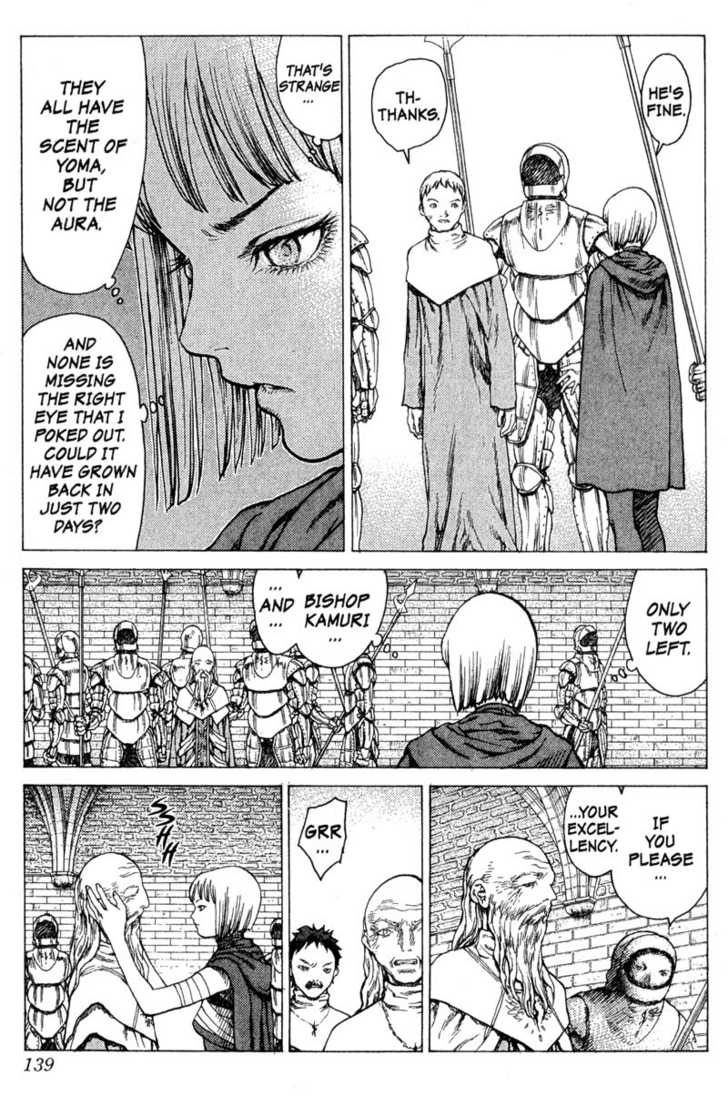 HE'S
FINE.
TH-
THANKS.
THAT'S
STRANGE
...
THEY
ALL HAVE
THE
SCENT OF
YOMA,
BUT
NOT THE
AURA.
AND
NONE IS
MISSING
THE RIGHT
EYE THAT I
POKED OUT.
COULD IT
HAVE GROWN
BACK IN
JUST TWO
DAYS?
ONLY
TWO
LEFT.
BISHOP
KAMURI
...
...
AND
...
IF
YOU
PLEASE
...
...YOUR
EXCEL-
LENCY.
GRR
...
SSHH
139